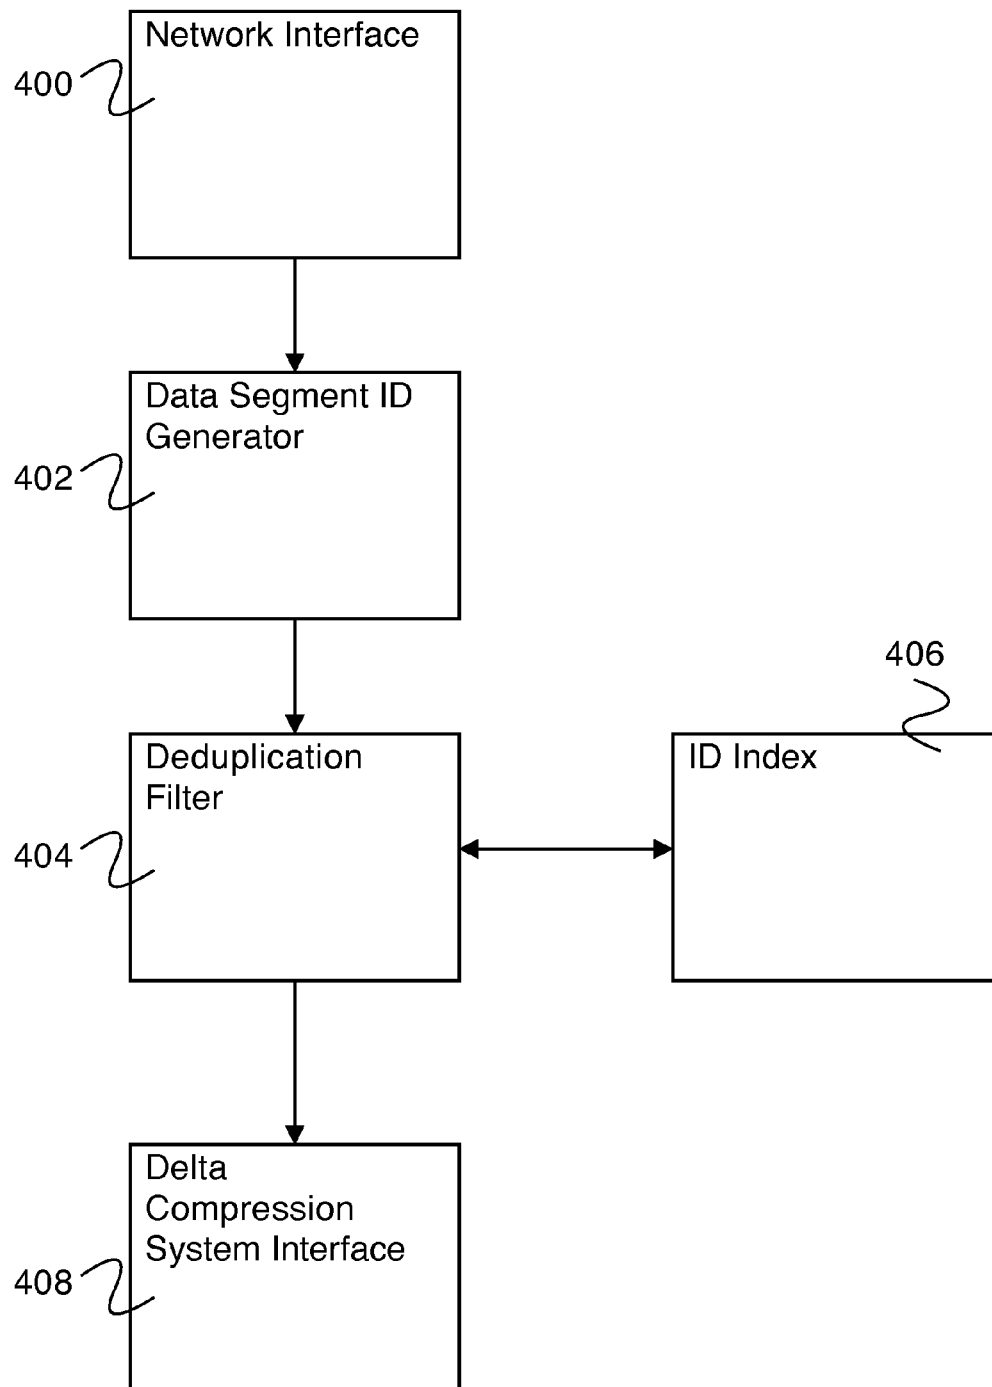 Network Interface
400
Data Segment ID
Generator
402
406
Deduplication
Filter
ID Index
404
Delta
Compression
System Interface
408